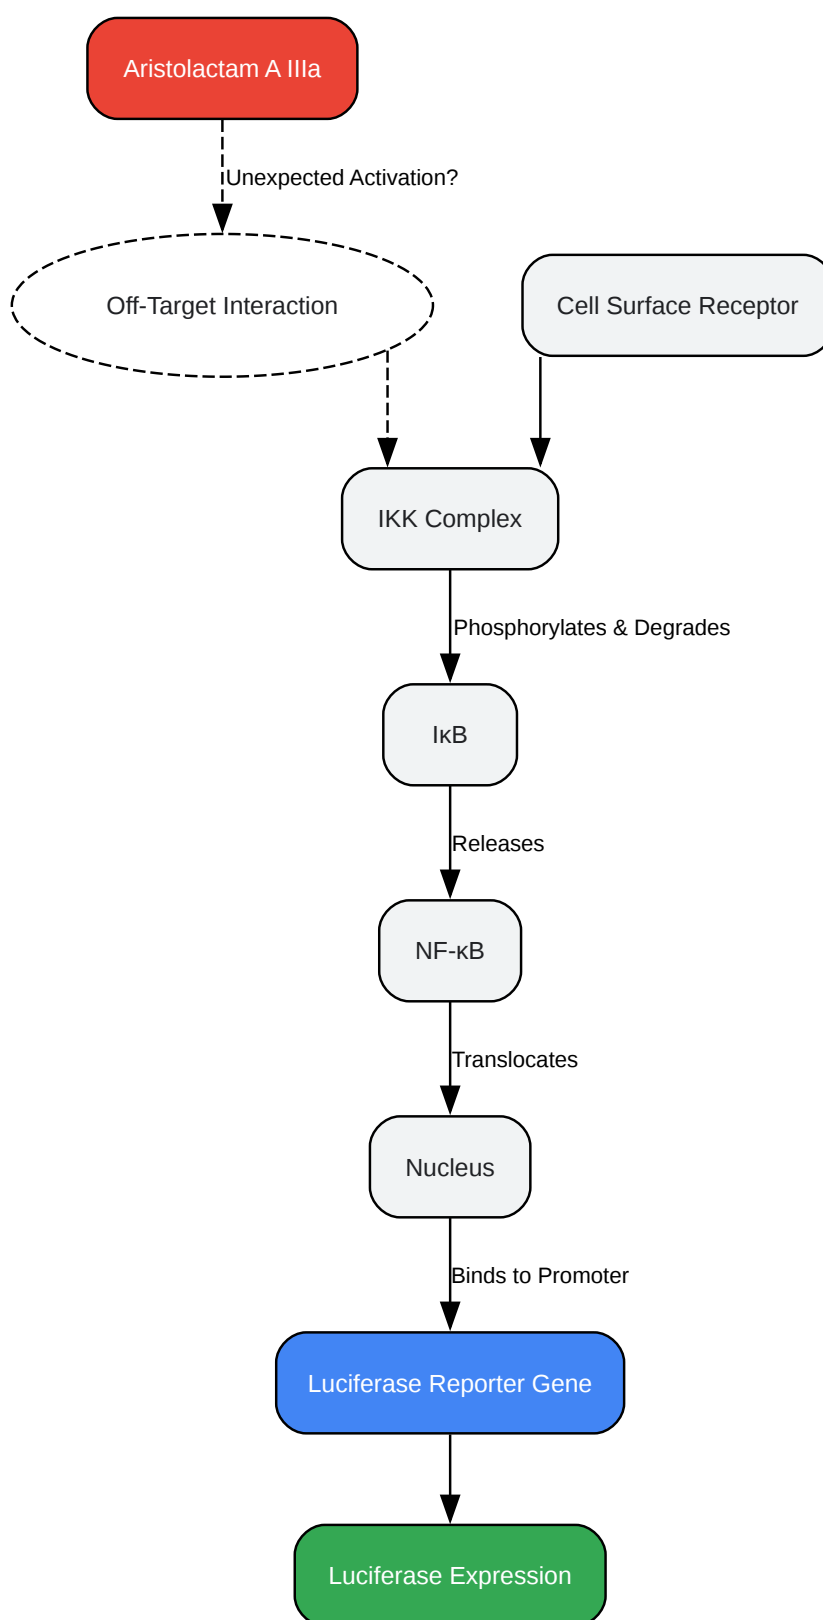 Aristolactam A IIIa
Unexpected Activation?
Off-Target Interaction
Cell Surface Receptor
IKK Complex
Phosphorylates & Degrades
IκB
Releases
NF-κB
Translocates
Nucleus
Binds to Promoter
Luciferase Reporter Gene
Luciferase Expression